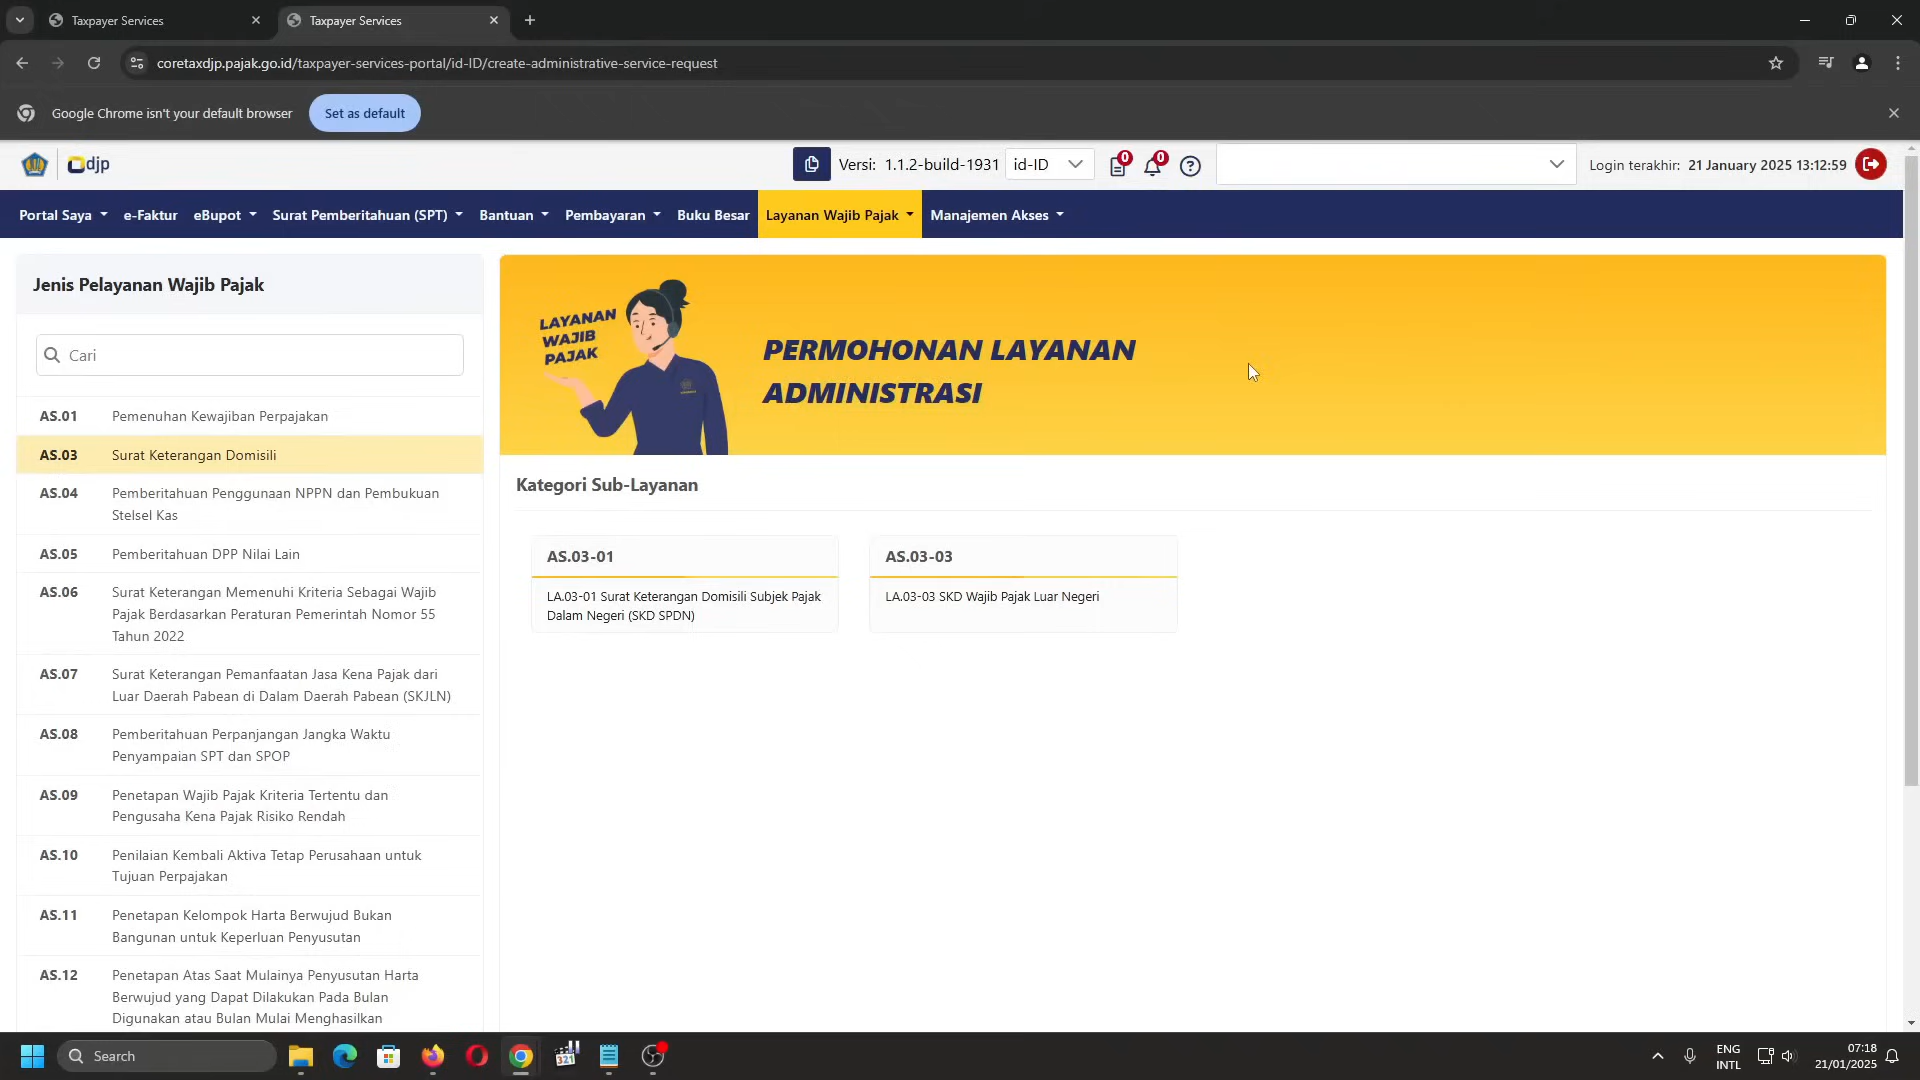 Taxpayer Services
Taxpayer Services
coretaxdjp.pajak.go.id/taxpayer-services-portal/id-ID/create-administrative-service-request
Google Chrome isn't your default browser
Set as default
djp
Versi: 1.1.2-build-1931
id-ID
0
0
Login terakhir: 21 January 2025 13:12:59
Portal Saya
e-Faktur
eBupot
Surat Pemberitahuan (SPT)
Bantuan
Pembayaran
Buku Besar
Layanan Wajib Pajak
Manajemen Akses
Jenis Pelayanan Wajib Pajak
Cari
AS.01 Pemenuhan Kewajiban Perpajakan
AS.03 Surat Keterangan Domisili
AS.04 Pemberitahuan Penggunaan NPPN dan Pembukuan
Stelsel Kas
AS.05 Pemberitahuan DPP Nilai Lain
AS.06 Surat Keterangan Memenuhi Kriteria Sebagai Wajib
Pajak Berdasarkan Peraturan Pemerintah Nomor 55
Tahun 2022
AS.07 Surat Keterangan Pemanfaatan Jasa Kena Pajak dari
Luar Daerah Pabean di Dalam Daerah Pabean (SKJLN)
AS.08 Pemberitahuan Perpanjangan Jangka Waktu
Penyampaian SPT dan SPOP
AS.09 Penetapan Wajib Pajak Kriteria Tertentu dan
Pengusaha Kena Pajak Risiko Rendah
AS.10 Penilaian Kembali Aktiva Tetap Perusahaan untuk
Tujuan Perpajakan
AS.11 Penetapan Kelompok Harta Berwujud Bukan
Bangunan untuk Keperluan Penyusutan
AS.12 Penetapan Atas Saat Mulainya Penyusutan Harta
Berwujud yang Dapat Dilakukan Pada Bulan
Digunakan atau Bulan Mulai Menghasilkan
LAYANAN
WAJIB
PAJAK
PERMOHONAN LAYANAN
ADMINISTRASI
Kategori Sub-Layanan
AS.03-01
LA.03-01 Surat Keterangan Domisili Subjek Pajak
Dalam Negeri (SKD SPDN)
AS.03-03
LA.03-03 SKD Wajib Pajak Luar Negeri
Search
321
ENG
INTL
07:18
21/01/2025